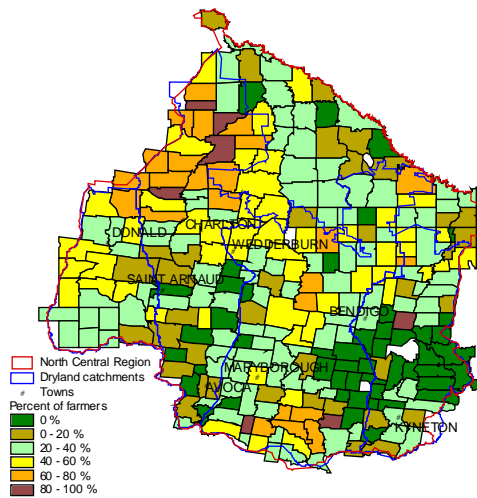 CHARLTON
DONALD
WEDDERBURN
SAINT ARNAUD
BENDIGO
MARYBOROUGH
AVOCA
KYNETON
North Central Region
Dryland catchments
# Towns
Percent of farmers
0 %
0 - 20 %
20 - 40 %
40 - 60 %
60 - 80 %
80 - 100 %